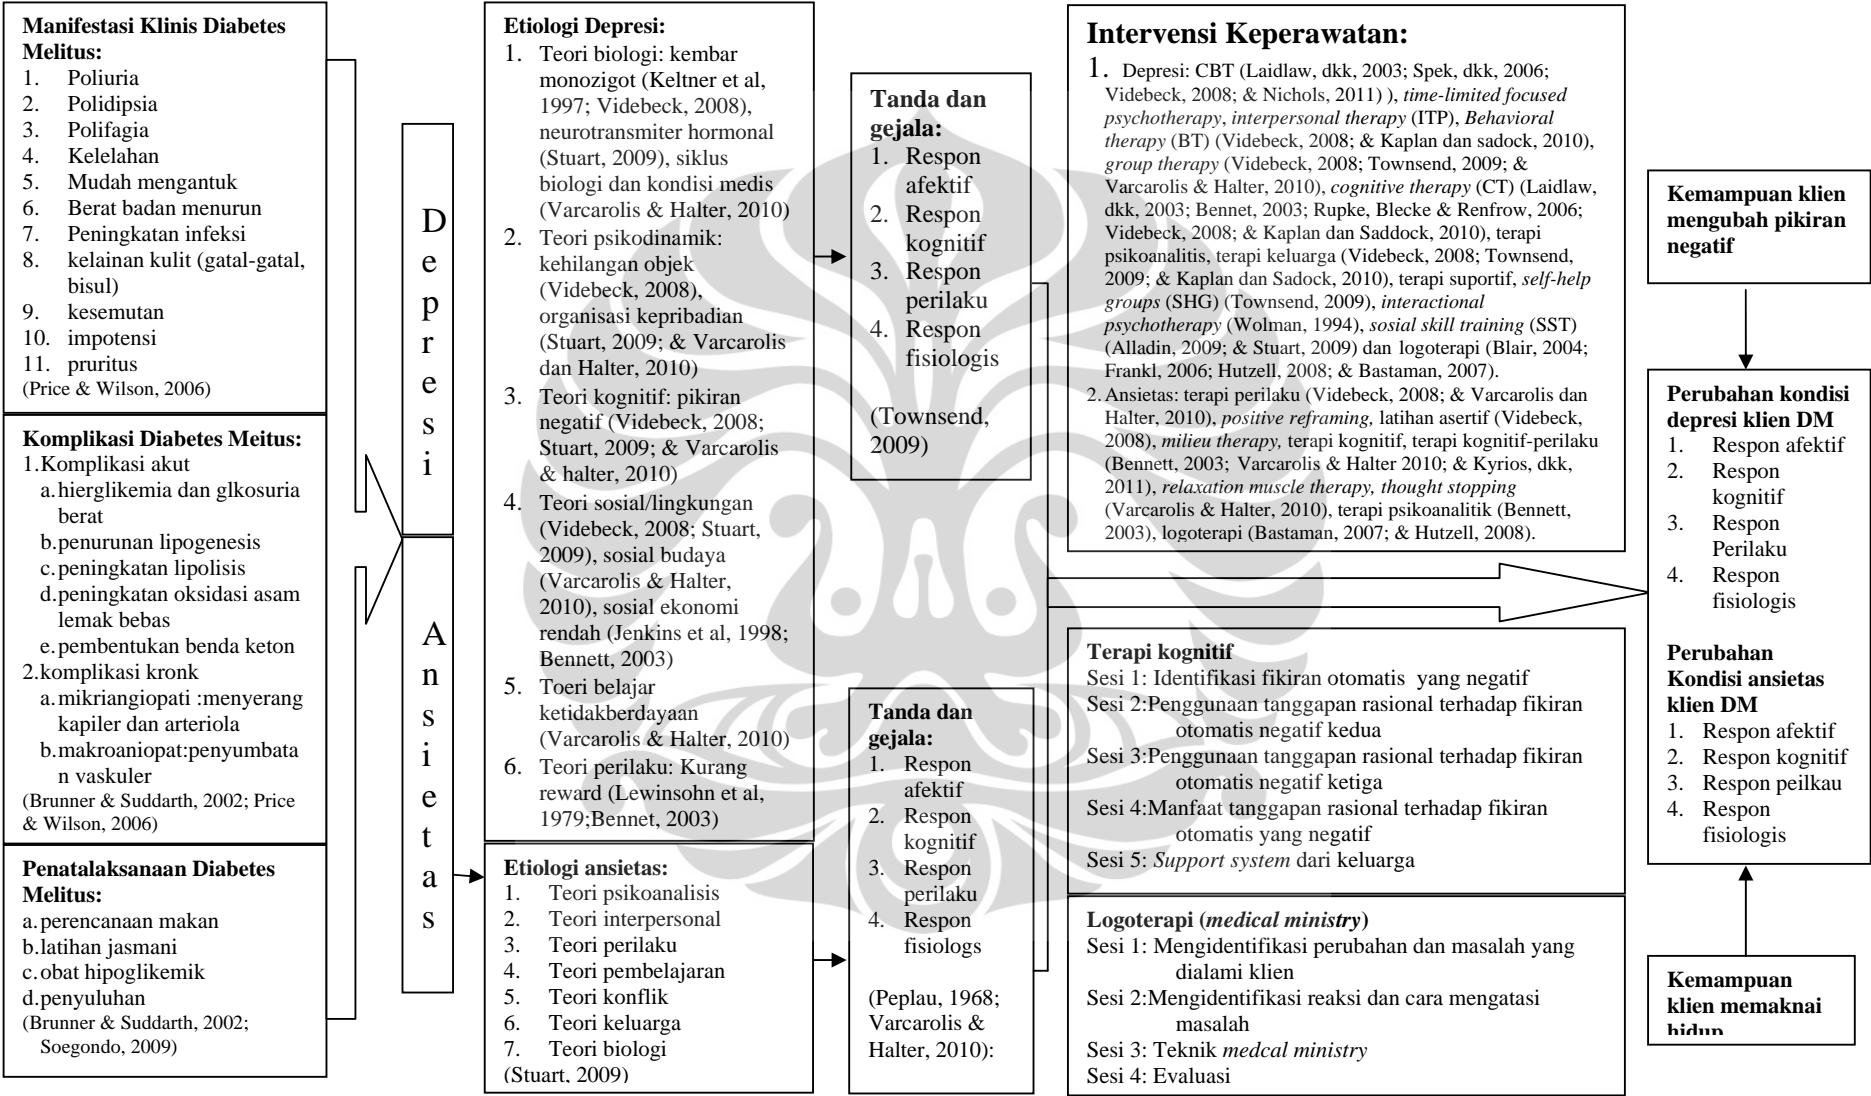 Manifestasi Klinis Diabetes
Melitus:
1. Poliuria
2. Polidipsia
3. Polifagia
4. Kelelahan
5. Mudah mengantuk
6. Berat badan menurun
7. Peningkatan infeksi
8. kelainan kulit (gatal-gatal,
bisul)
9. kesemutan
10. impotensi
11. pruritus
(Price & Wilson, 2006)
Komplikasi Diabetes Meitus:
1.Komplikasi akut
a.hierglikemia dan glkosuria
berat
b.penurunan lipogenesis
c.peningkatan lipolisis
d.peningkatan oksidasi asam
lemak bebas
e.pembentukan benda keton
2.komplikasi kronk
a.mikriangiopati :menyerang
kapiler dan arteriola
b.makroaniopat:penyumbata
n vaskuler
(Brunner & Suddarth, 2002; Price
& Wilson, 2006)
Penatalaksanaan Diabetes
Melitus:
a.perencanaan makan
b.latihan jasmani
c.obat hipoglikemik
d.penyuluhan
(Brunner & Suddarth, 2002;
Soegondo, 2009)
D
e
p
r
e
s
i
A
n
s
i
e
t
a
s
Etiologi Depresi:
1. Teori biologi: kembar
monozigot (Keltner et al,
1997; Videbeck, 2008),
neurotransmiter hormonal
(Stuart, 2009), siklus
biologi dan kondisi medis
(Varcarolis & Halter, 2010)
2. Teori psikodinamik:
kehilangan objek
(Videbeck, 2008),
organisasi kepribadian
(Stuart, 2009; & Varcarolis
dan Halter, 2010)
3. Teori kognitif: pikiran
negatif (Videbeck, 2008;
Stuart, 2009; & Varcarolis
& halter, 2010)
4. Teori sosial/lingkungan
(Videbeck, 2008; Stuart,
2009), sosial budaya
(Varcarolis & Halter,
2010), sosial ekonomi
rendah (Jenkins et al, 1998;
Bennett, 2003)
5. Toeri belajar
ketidakberdayaan
(Varcarolis & Halter, 2010)
6. Teori perilaku: Kurang
reward (Lewinsohn et al,
1979;Bennet, 2003)
Etiologi ansietas:
1. Teori psikoanalisis
2. Teori interpersonal
3. Teori perilaku
4. Teori pembelajaran
5. Teori konflik
6. Teori keluarga
7. Teori biologi
(Stuart, 2009)
Tanda dan
gejala:
1. Respon
afektif
2. Respon
kognitif
3. Respon
perilaku
4. Respon
fisiologis
(Townsend,
2009)
Tanda dan
gejala:
1. Respon
afektif
2. Respon
kognitif
3. Respon
perilaku
4. Respon
fisiologs
(Peplau, 1968;
Varcarolis &
Halter, 2010):
Intervensi Keperawatan:
1. Depresi: CBT (Laidlaw, dkk, 2003; Spek, dkk, 2006;
Videbeck, 2008; & Nichols, 2011) ), time-limited focused
psychotherapy, interpersonal therapy (ITP), Behavioral
therapy (BT) (Videbeck, 2008; & Kaplan dan sadock, 2010),
group therapy (Videbeck, 2008; Townsend, 2009; &
Varcarolis & Halter, 2010), cognitive therapy (CT) (Laidlaw,
dkk, 2003; Bennet, 2003; Rupke, Blecke & Renfrow, 2006;
Videbeck, 2008; & Kaplan dan Saddock, 2010), terapi
psikoanalitis, terapi keluarga (Videbeck, 2008; Townsend,
2009; & Kaplan dan Sadock, 2010), terapi suportif, self-help
groups (SHG) (Townsend, 2009), interactional
psychotherapy (Wolman, 1994), sosial skill training (SST)
(Alladin, 2009; & Stuart, 2009) dan logoterapi (Blair, 2004;
Frankl, 2006; Hutzell, 2008; & Bastaman, 2007).
2. Ansietas: terapi perilaku (Videbeck, 2008; & Varcarolis dan
Halter, 2010), positive reframing, latihan asertif (Videbeck,
2008), milieu therapy, terapi kognitif, terapi kognitif-perilaku
(Bennett, 2003; Varcarolis & Halter 2010; & Kyrios, dkk,
2011), relaxation muscle therapy, thought stopping
(Varcarolis & Halter, 2010), terapi psikoanalitik (Bennett,
2003), logoterapi (Bastaman, 2007; & Hutzell, 2008).
Terapi kognitif
Sesi 1: Identifikasi fikiran otomatis yang negatif
Sesi 2:Penggunaan tanggapan rasional terhadap fikiran
otomatis negatif kedua
Sesi 3:Penggunaan tanggapan rasional terhadap fikiran
otomatis negatif ketiga
Sesi 4:Manfaat tanggapan rasional terhadap fikiran
otomatis yang negatif
Sesi 5: Support system dari keluarga
Logoterapi (medical ministry)
Sesi 1: Mengidentifikasi perubahan dan masalah yang
dialami klien
Sesi 2:Mengidentifikasi reaksi dan cara mengatasi
masalah
Sesi 3: Teknik medcal ministry
Sesi 4: Evaluasi
Kemampuan klien
mengubah pikiran
negatif
Perubahan kondisi
depresi klien DM
1. Respon afektif
2. Respon
kognitif
3. Respon
Perilaku
4. Respon
fisiologis
Perubahan
Kondisi ansietas
klien DM
1. Respon afektif
2. Respon kognitif
3. Respon peilkau
4. Respon
fisiologis
Kemampuan
klien memaknai
hidup